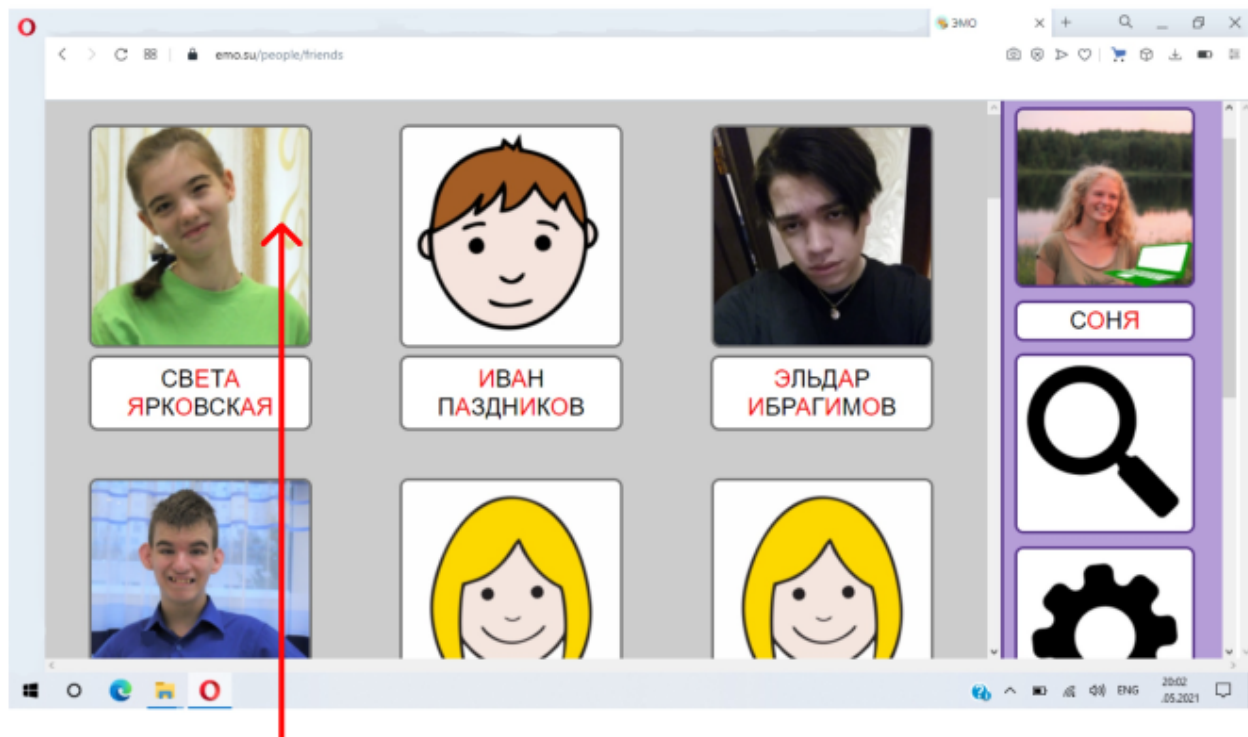 ЭМО
emo.su/people/friends
СВЕТА
ЯРКОВСКАЯ
ИВАН
ПАЗДНИКОВ
ЭЛЬДАР
ИБРАГИМОВ
СОНЯ
ENG
20:02
.05.2021